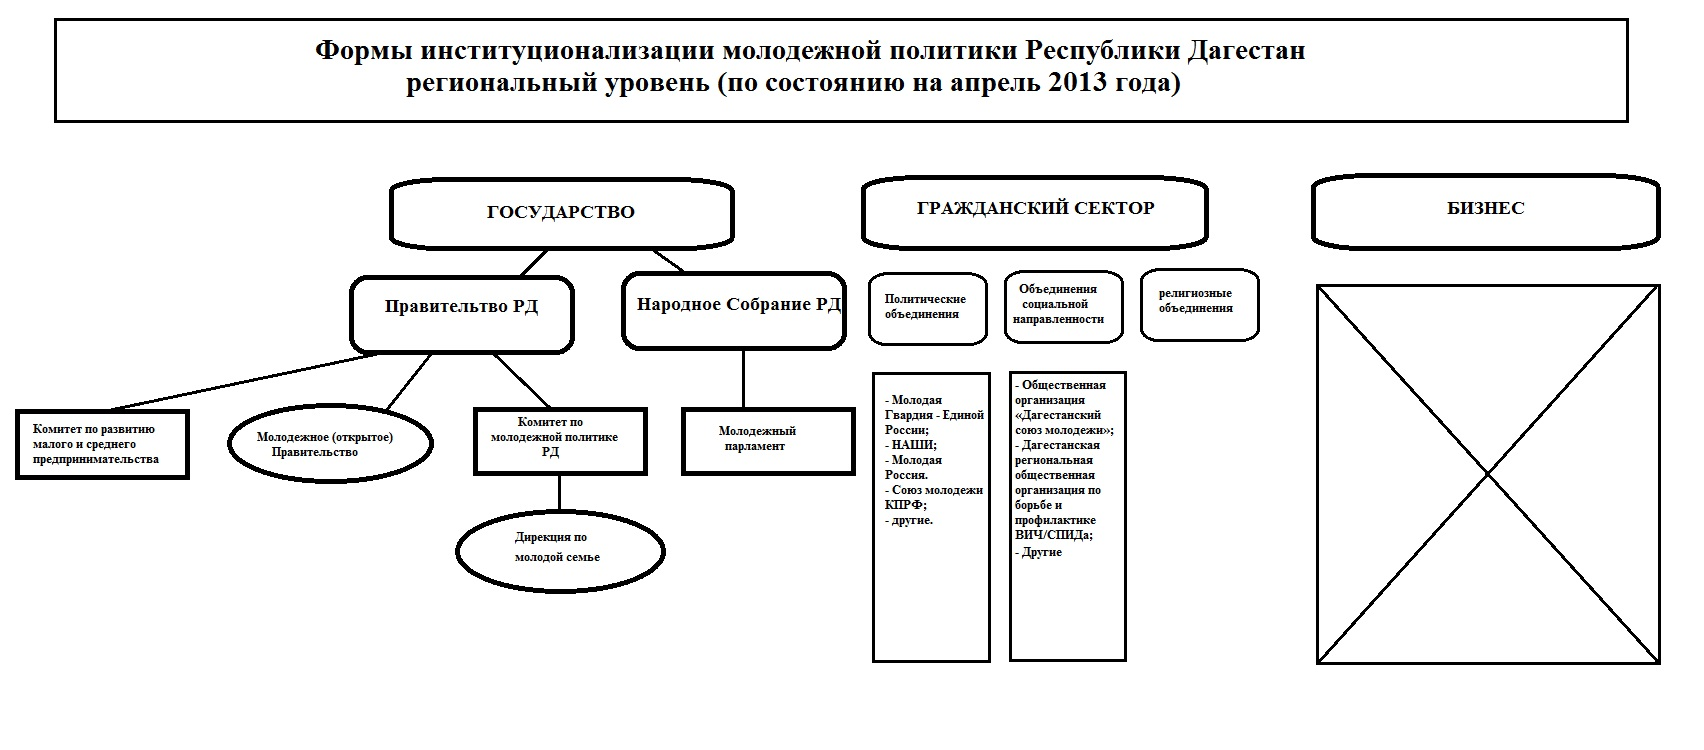 Формы институционализации молодежной политики Республики Дагестан
региональный уровень (по состоянию на апрель 2013 года)
ГОСУДАРСТВО
ГРАЖДАНСКИЙ СЕКТОР
БИЗНЕС
Правительство РД
Народное Собрание РД
Политические
объединения
Объединения
социальной
направленности
религиозные
объединения
Комитет по развитию
малого и среднего
предпринимательства
Молодежное (открытое)
Правительство
Комитет по
молодежной политике
РД
Молодежный
парламент
Дирекция по
молодой семье
- Молодая
Гвардия - Единой
России;
- НАШИ;
- Молодая
Россия.
- Союз молодежи
КПРФ;
- другие.
- Общественная
организация
«Дагестанский
союз молодежи»;
- Дагестанская
региональная
общественная
организация по
борьбе и
профилактике
ВИЧ/СПИДа;
- Другие